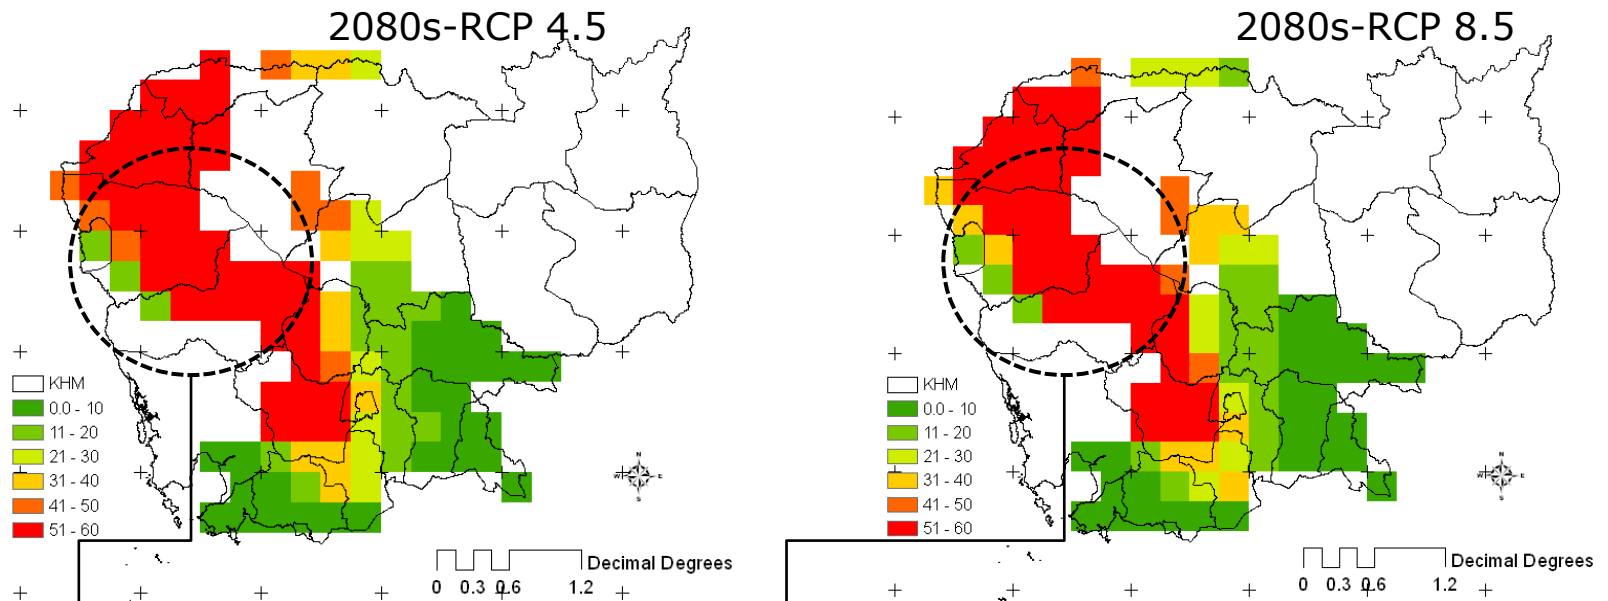 2080s-RCP 4.5
KHM
0.0 - 10
11 - 20
21 - 30
31 - 40
41 - 50
51 - 60
N
W
E
S
Decimal Degrees
0 0.3 0.6 1.2
2080s-RCP 8.5
KHM
0.0 - 10
11 - 20
21 - 30
31 - 40
41 - 50
51 - 60
N
W
E
S
Decimal Degrees
0 0.3 0.6 1.2